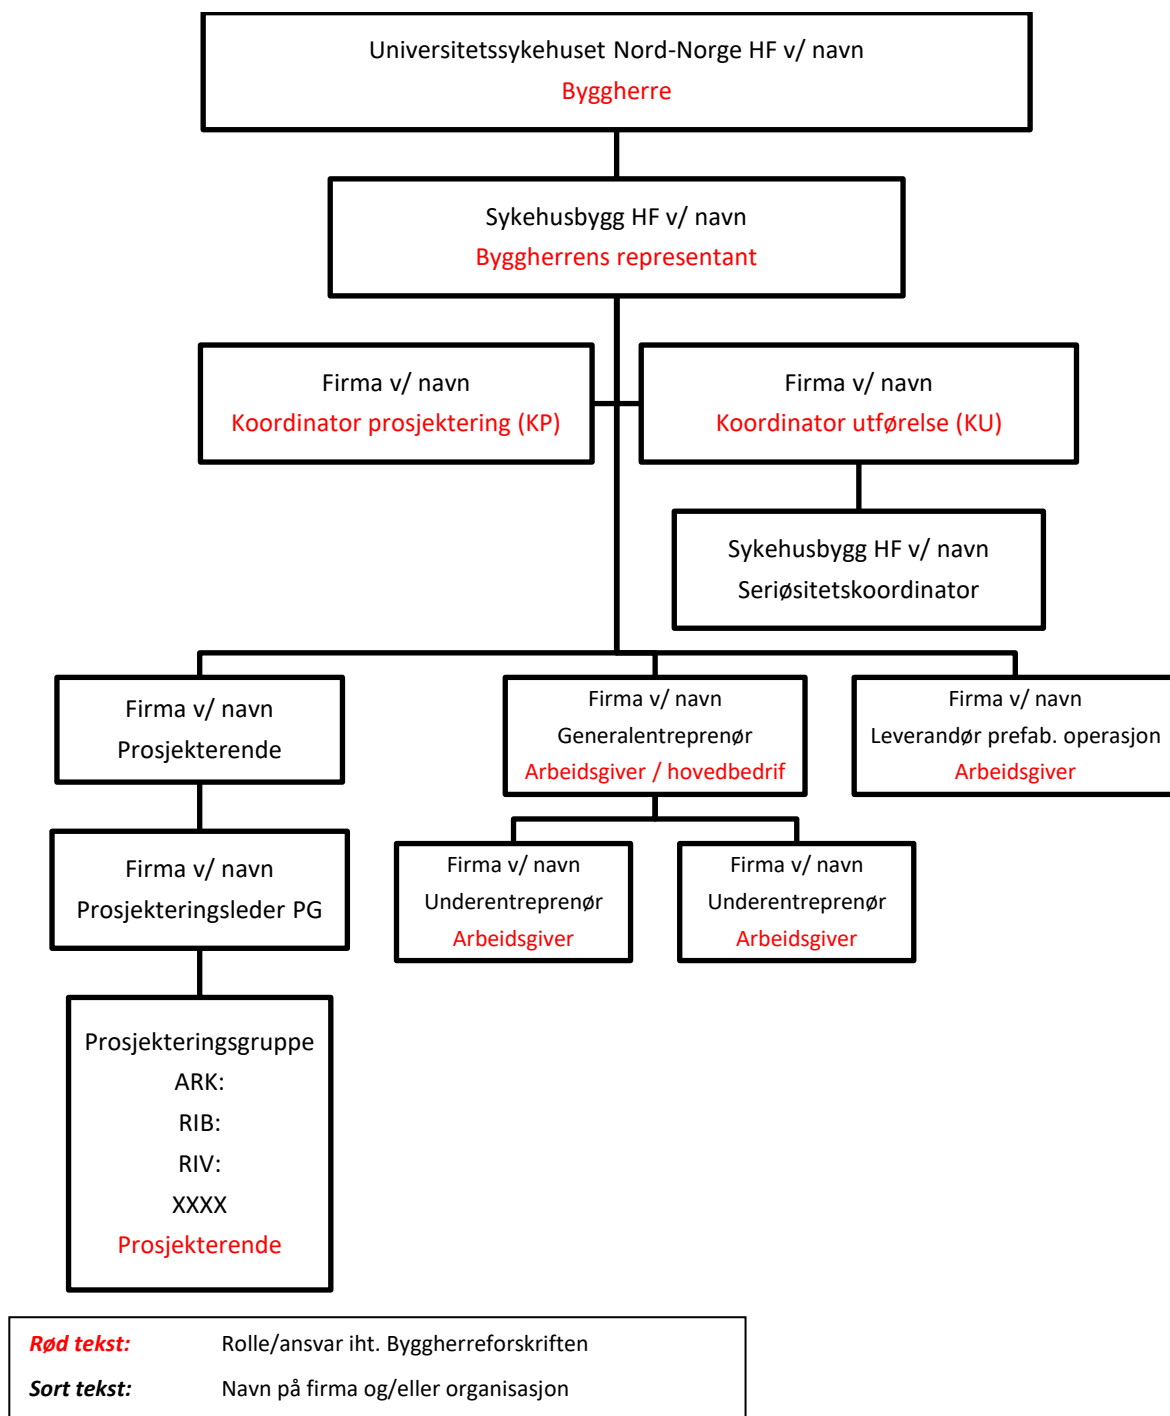 Universitetssykehuset Nord-Norge HF v/ navn
Byggherre
Sykehusbygg HF v/ navn
Byggherrens representant
Firma v/ navn
Koordinator prosjektering (KP)
Firma v/ navn
Koordinator utførelse (KU)
Sykehusbygg HF v/ navn
Seriøsitetskoordinator
Firma v/ navn
Prosjekterende
Firma v/ navn
Generalentreprenør
Arbeidsgiver / hovedbedrif
Firma v/ navn
Leverandør prefab. operasjon
Arbeidsgiver
Firma v/ navn
Prosjekteringsleder PG
Firma v/ navn
Underentreprenør
Arbeidsgiver
Firma v/ navn
Underentreprenør
Arbeidsgiver
Prosjekteringsgruppe
ARK:
RIB:
RIV:
XXXX
Prosjekterende
Rød tekst: Rolle/ansvar iht. Byggherreforskriften
Sort tekst: Navn på firma og/eller organisasjon